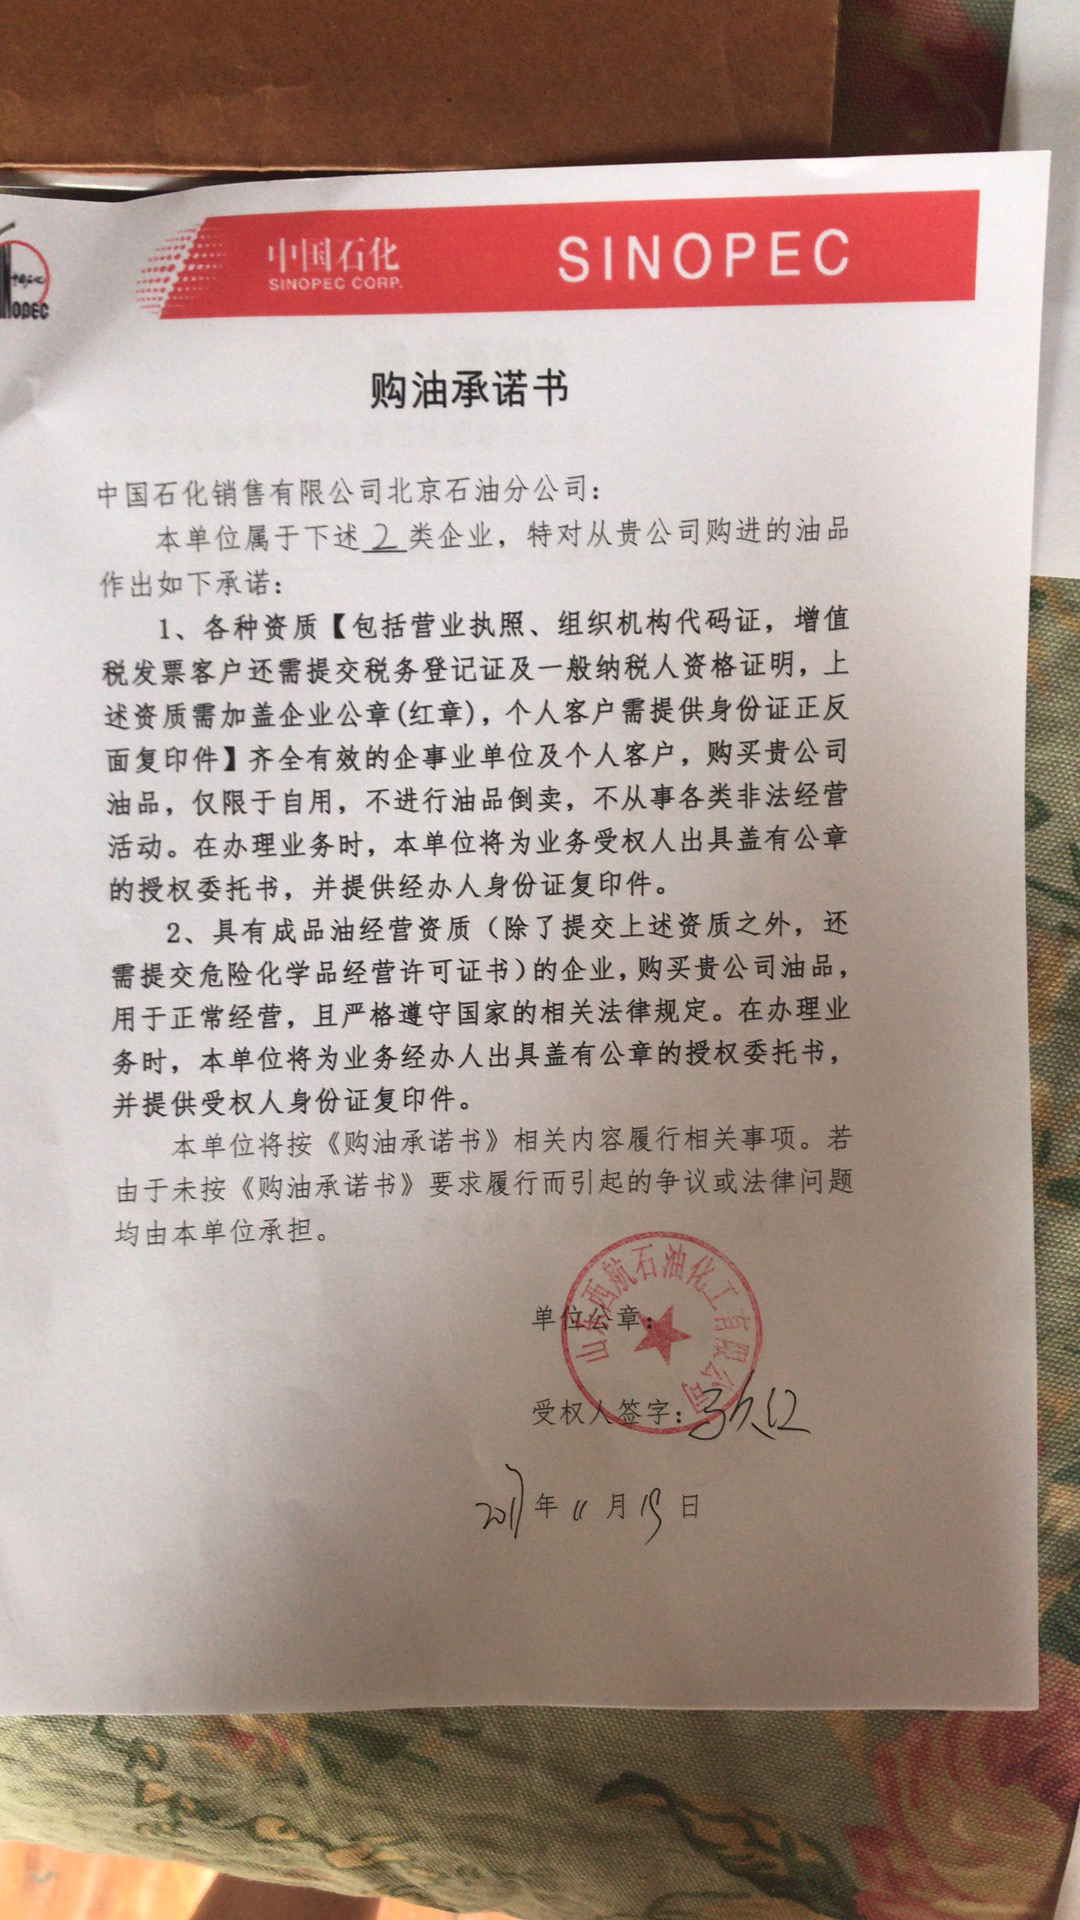 中国石化
SINOPEC CORP.
SINOPEC
OPEC
购油承诺书
中国石化销售有限公司北京石油分公司：
本单位属于下述 2 类企业，特对从贵公司购进的油品
作出如下承诺：
1、各种资质【包括营业执照、组织机构代码证，增值
税发票客户还需提交税务登记证及一般纳税人资格证明，上
述资质需加盖企业公章(红章)，个人客户需提供身份证正反
面复印件】齐全有效的企事业单位及个人客户，购买贵公司
油品，仅限于自用，不进行油品倒卖，不从事各类非法经营
活动。在办理业务时，本单位将为业务受权人出具盖有公章
的授权委托书，并提供经办人身份证复印件。
2、具有成品油经营资质（除了提交上述资质之外，还
需提交危险化学品经营许可证书)的企业，购买贵公司油品，
用于正常经营，且严格遵守国家的相关法律规定。在办理业
务时，本单位将为业务经办人出具盖有公章的授权委托书，
并提供受权人身份证复印件。
本单位将按《购油承诺书》相关内容履行相关事项。若
由于未按《购油承诺书》要求履行而引起的争议或法律问题
均由本单位承担。
山东西航石油化工有限公司
单位公章：
受权人签字：
2017年11月 日